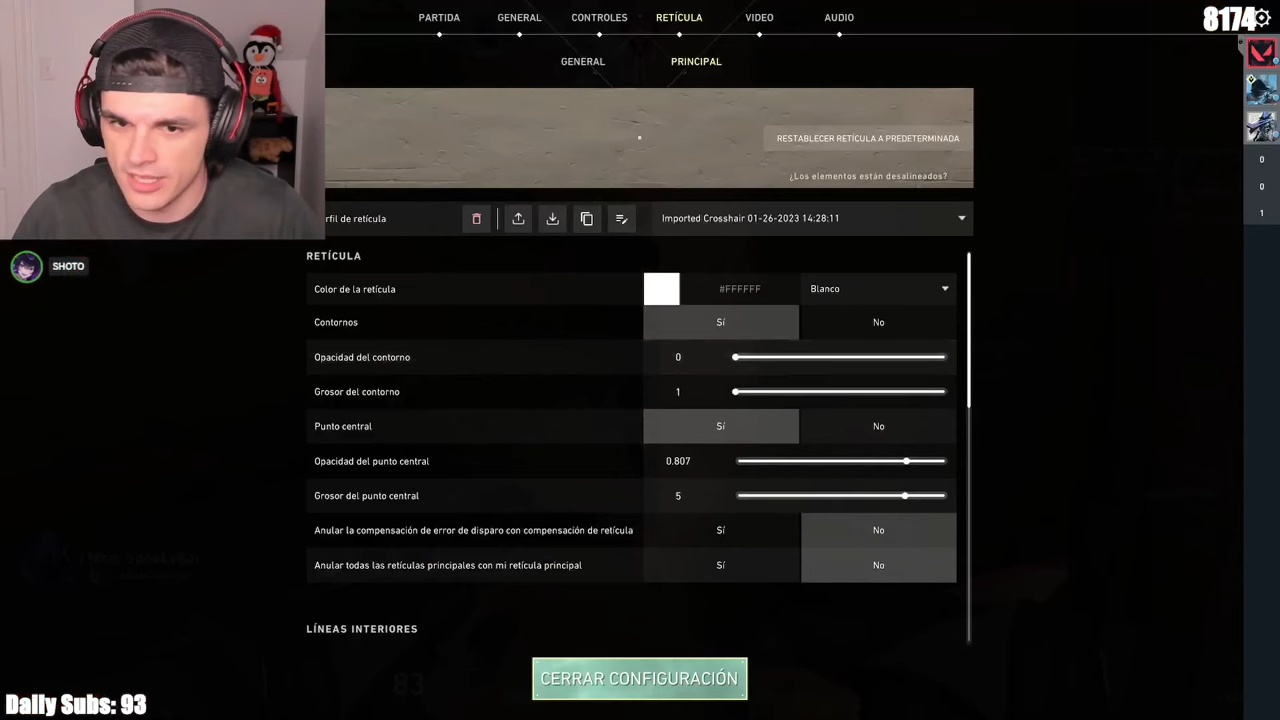 PARTIDA GENERAL CONTROLES RETÍCULA VIDEO AUDIO
8174
GENERAL PRINCIPAL
RESTABLECER RETÍCULA A PREDETERMINADA
¿Los elementos están desalineados?
0
0
1
rfil de retícula Imported Crosshair 01-26-2023 14:28:11
SHOTO
RETÍCULA
Color de la retícula #FFFFFF Blanco
Contornos Sí No
Opacidad del contorno 0
Grosor del contorno 1
Punto central Sí No
Opacidad del punto central 0.807
Grosor del punto central 5
Anular la compensación de error de disparo con compensación de retícula Sí No
Anular todas las retículas principales con mi retícula principal Sí No
LÍNEAS INTERIORES
CERRAR CONFIGURACIÓN
83
Daily Subs: 93